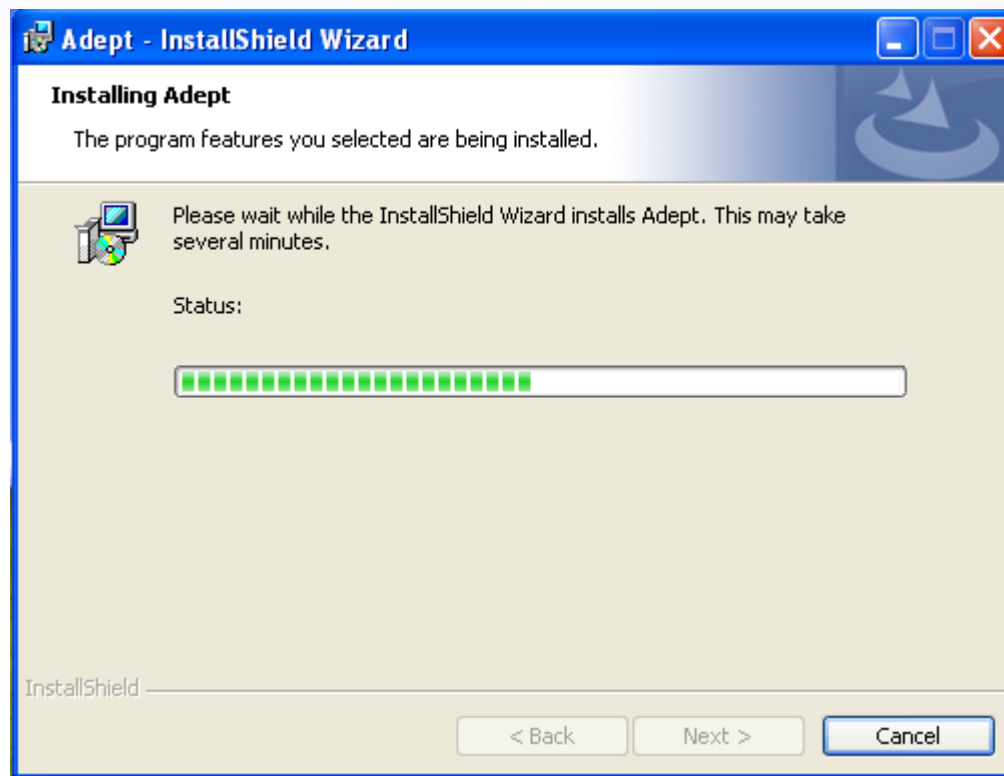 Adept - InstallShield Wizard
Installing Adept
The program features you selected are being installed.
Please wait while the InstallShield Wizard installs Adept. This may take
several minutes.
Status:
InstallShield
< Back Next > Cancel